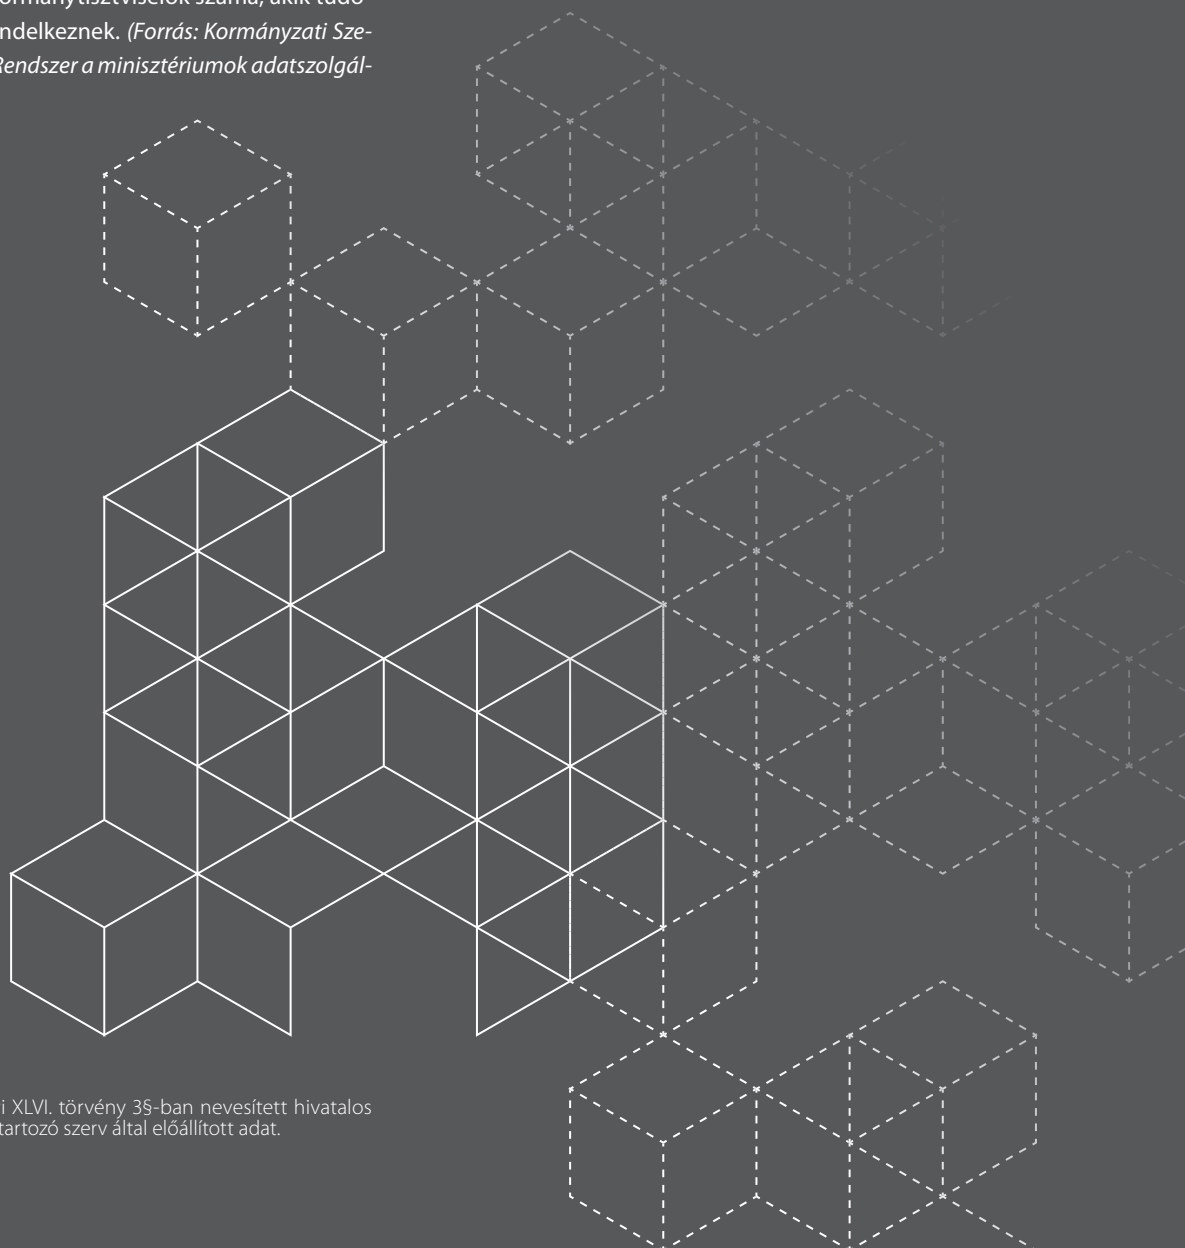 ormánytisztviselők száma, akik tudo-
ndelkeznek. (Forrás: Kormányzati Sze-
Rendszer a minisztériumok adatszolgál-
i XLVI. törvény 3§-ban nevesített hivatalos
tartozó szerv által előállított adat.